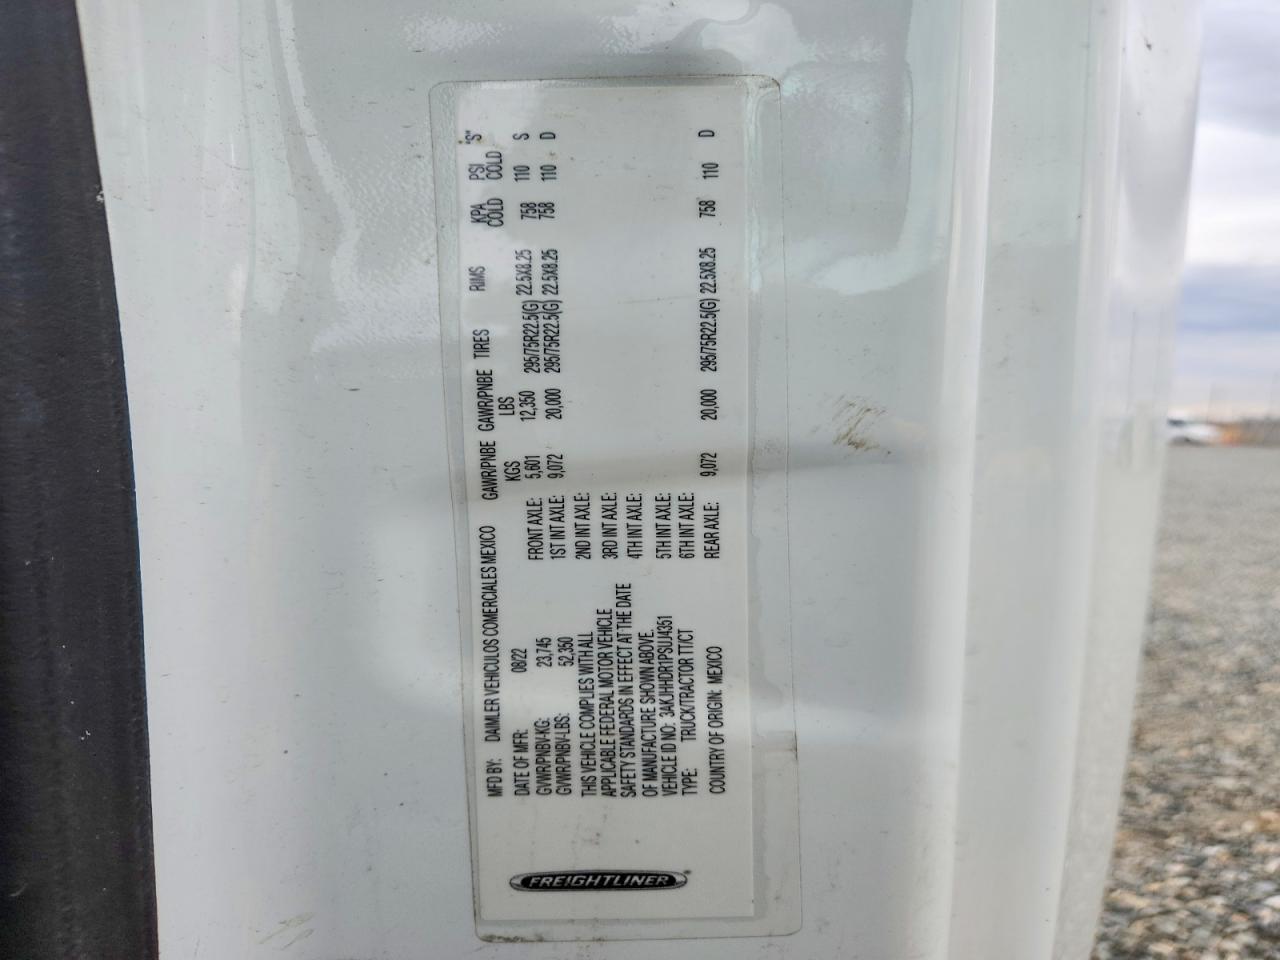 FREIGHTLINER®
MFD BY: DAIMLER VEHICULOS COMERCIALES MEXICO
DATE OF MFR: 08/22
GVWR/PNBV-KG: 23,745
GVWR/PNBV-LBS: 52,350
THIS VEHICLE COMPLIES WITH ALL
APPLICABLE FEDERAL MOTOR VEHICLE
SAFETY STANDARDS IN EFFECT AT THE DATE
OF MANUFACTURE SHOWN ABOVE.
VEHICLE ID NO.: 3AKJHHDR1PSUJ4351
TYPE: TRUCK/TRACTOR TT/CT
COUNTRY OF ORIGIN: MEXICO
GAWR/PNBE GAWR/PNBE TIRES RIMS KPA PSI "S"
KGS LBS COLD COLD
FRONT AXLE: 5,601 12,350 295/75R22.5(G) 22.5X8.25 758 110 S
1ST INT AXLE: 9,072 20,000 295/75R22.5(G) 22.5X8.25 758 110 D
2ND INT AXLE:
3RD INT AXLE:
4TH INT AXLE:
5TH INT AXLE:
6TH INT AXLE:
REAR AXLE: 9,072 20,000 295/75R22.5(G) 22.5X8.25 758 110 D